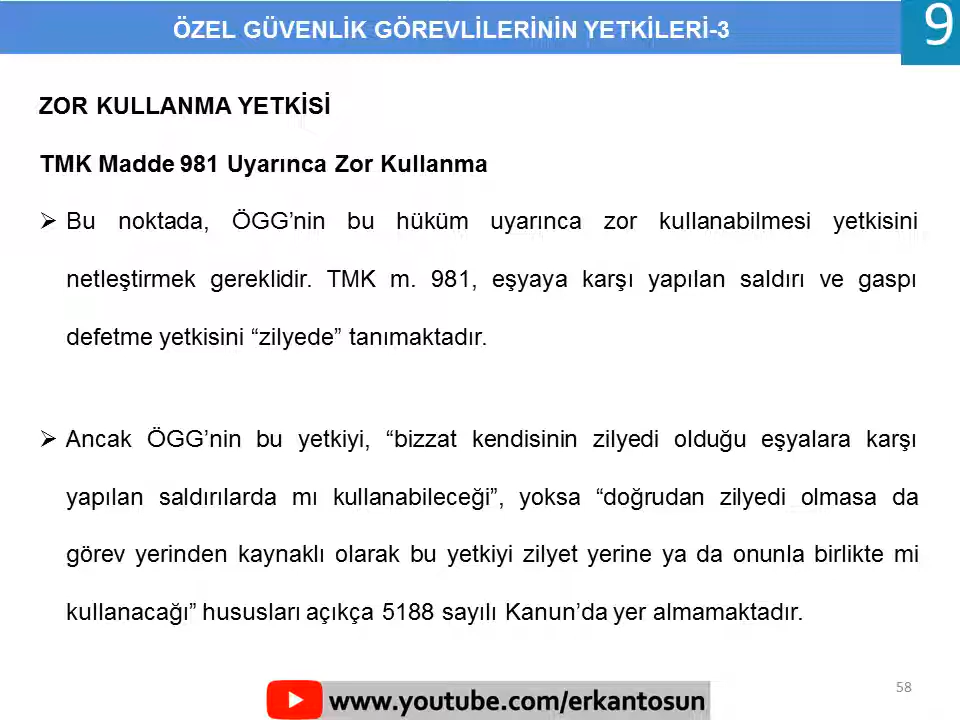 ÖZEL GÜVENLİK GÖREVLİLERİNİN YETKİLERİ-3
9
ZOR KULLANMA YETKİSİ
TMK Madde 981 Uyarınca Zor Kullanma
➢ Bu noktada, ÖGG’nin bu hüküm uyarınca zor kullanabilmesi yetkisini
netleştirmek gereklidir. TMK m. 981, eşyaya karşı yapılan saldırı ve gaspı
defetme yetkisini “zilyede” tanımaktadır.
➢ Ancak ÖGG’nin bu yetkiyi, “bizzat kendisinin zilyedi olduğu eşyalara karşı
yapılan saldırılarda mı kullanabileceği”, yoksa “doğrudan zilyedi olmasa da
görev yerinden kaynaklı olarak bu yetkiyi zilyet yerine ya da onunla birlikte mi
kullanacağı” hususları açıkça 5188 sayılı Kanun’da yer almamaktadır.
58
www.youtube.com/erkantosun